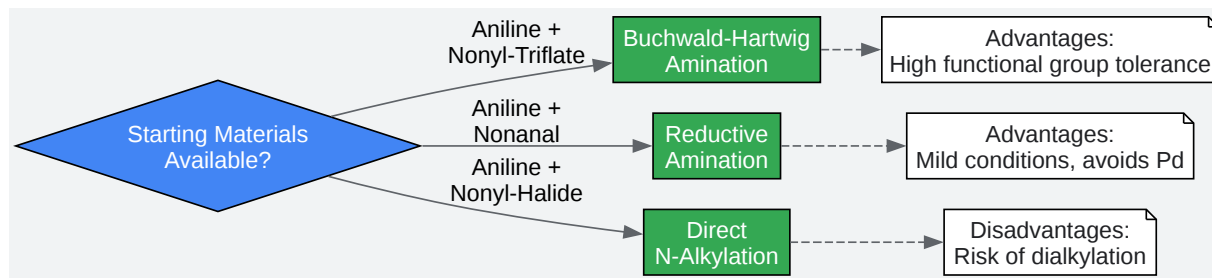 Starting Materials
Available?
Aniline +
Nonyl-Triflate
Buchwald-Hartwig
Amination
Advantages:
High functional group tolerance
Aniline +
Nonanal
Reductive
Amination
Advantages:
Mild conditions, avoids Pd
Aniline +
Nonyl-Halide
Direct
N-Alkylation
Disadvantages:
Risk of dialkylation